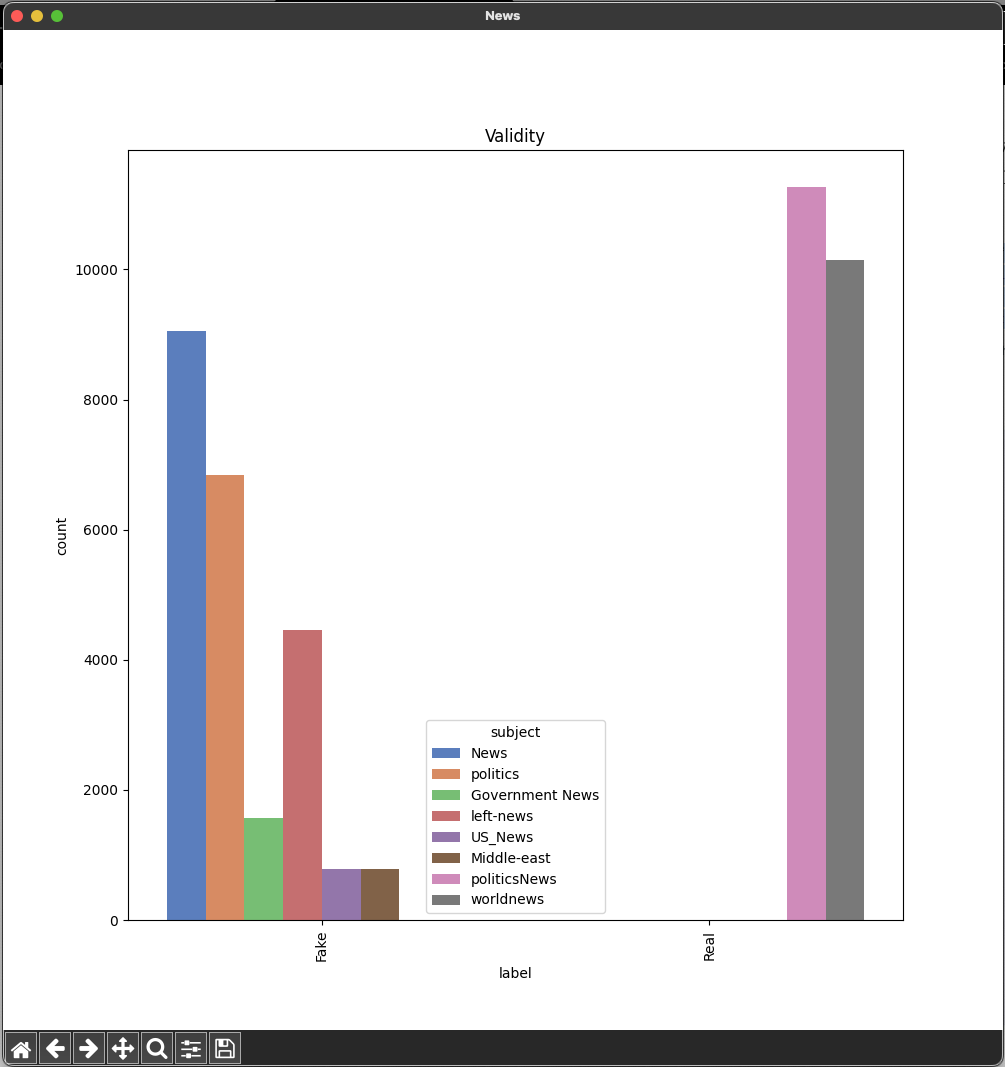 News
Validity
10000
8000
6000
4000
2000
0
count
subject
News
politics
Government News
left-news
US_News
Middle-east
politicsNews
worldnews
Fake
Real
label